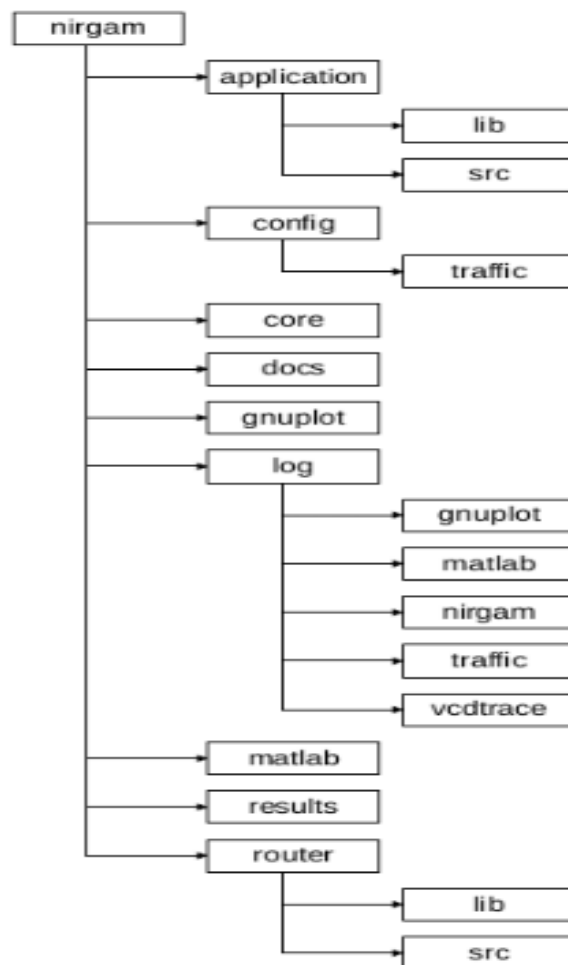 nirgam
application
lib
src
config
traffic
core
docs
gnuplot
log
gnuplot
matlab
nirgam
traffic
vcdtrace
matlab
results
router
lib
src